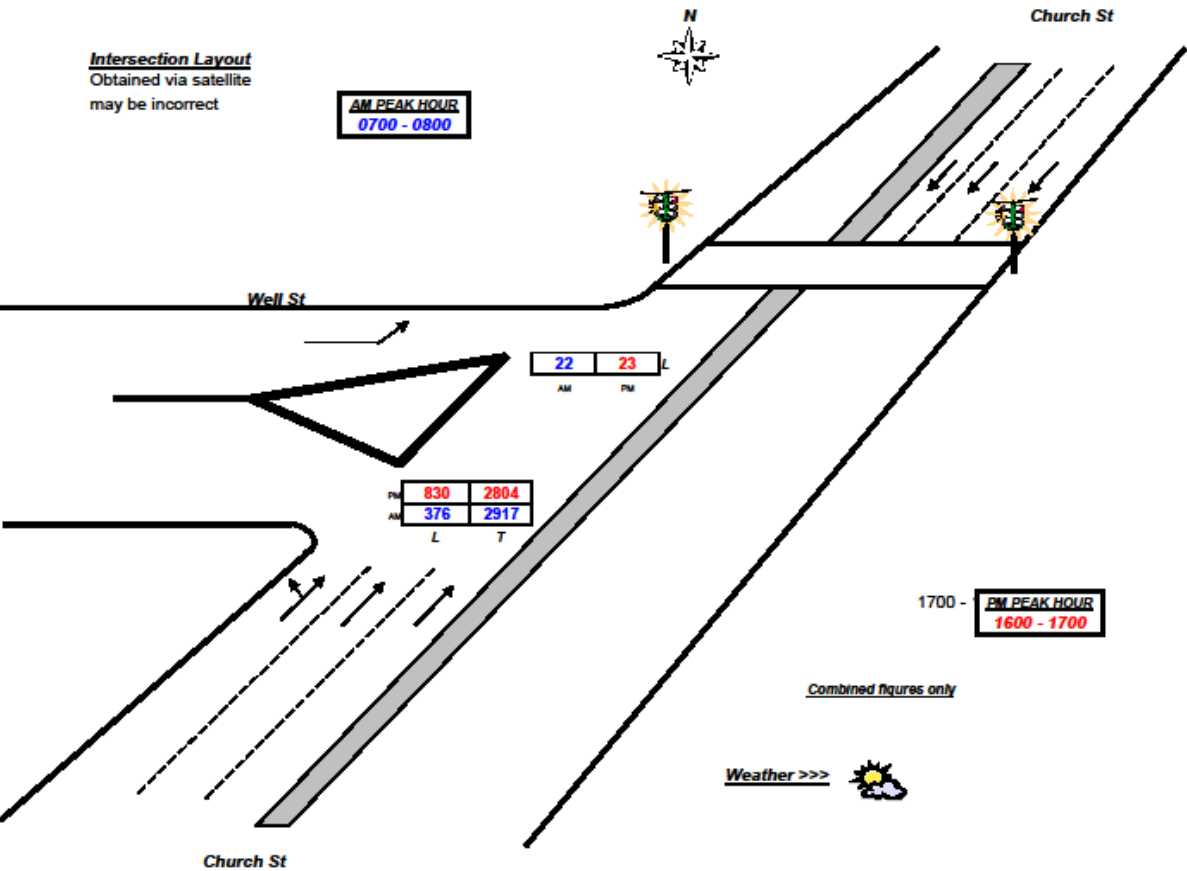 N
Church St
Intersection Layout
Obtained via satellite
may be incorrect
AM PEAK HOUR
0700 - 0800
Well St
22 23 L
AM PM
PM 830 2804
AM 376 2917
L T
1700 -
PM PEAK HOUR
1600 - 1700
Combined figures only
Weather >>>
Church St